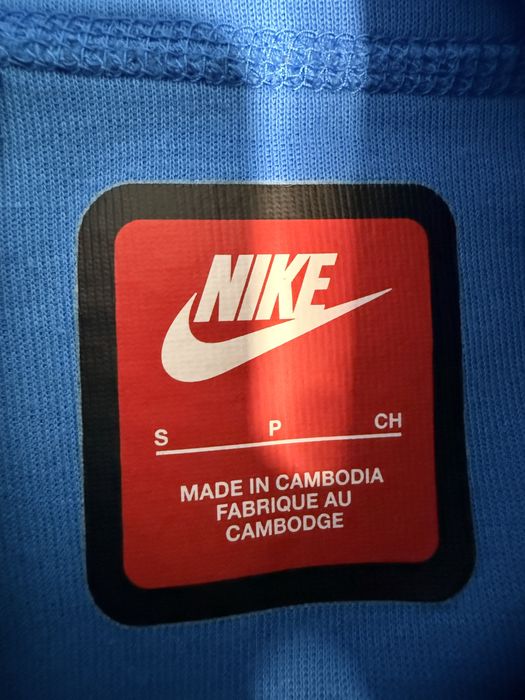 NIKE
S P CH
MADE IN CAMBODIA
FABRIQUE AU
CAMBODGE